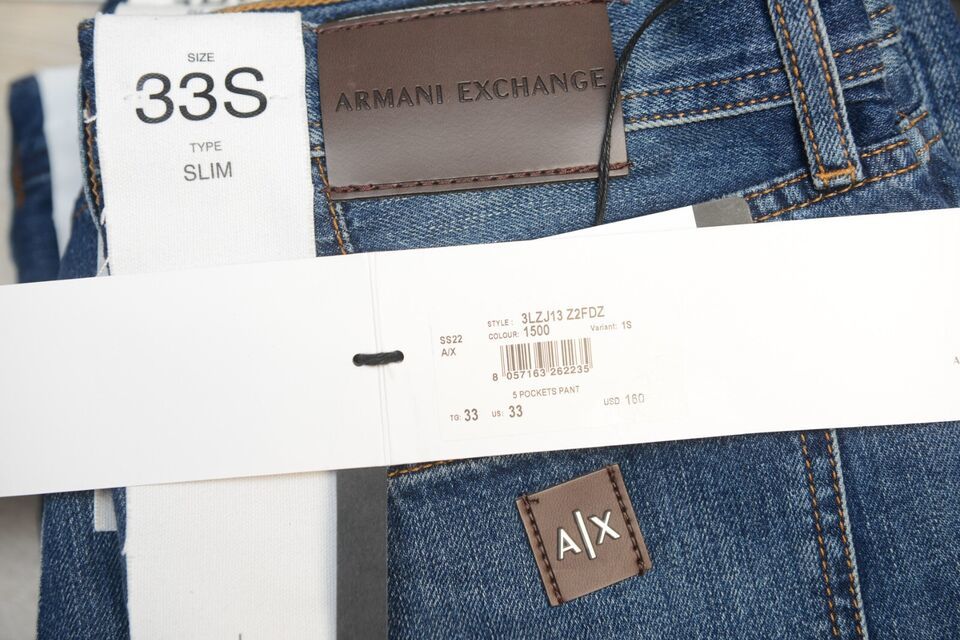 SIZE
33S
TYPE
SLIM
ARMANI EXCHANGE
STYLE: 3LZJ13 Z2FDZ
SS22 COLOUR: 1500 Variant: 1S
A/X
8 057163 262235
5 POCKETS PANT
TG: 33 US: 33 USD 160
A|X